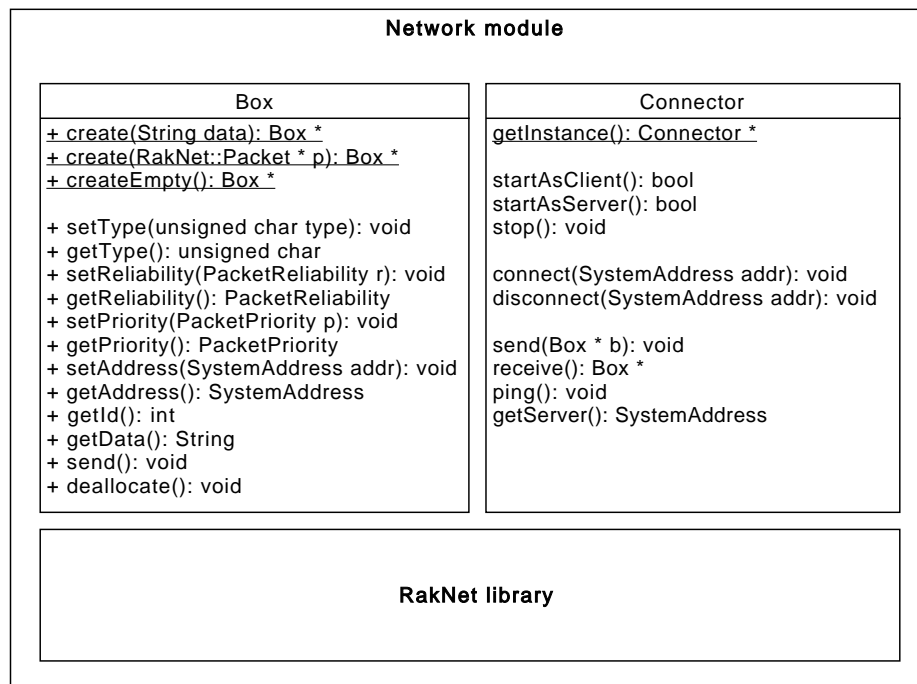 Network module
Box
+ create(String data): Box *
+ create(RakNet::Packet * p): Box *
+ createEmpty(): Box *
+ setType(unsigned char type): void
+ getType(): unsigned char
+ setReliability(PacketReliability r): void
+ getReliability(): PacketReliability
+ setPriority(PacketPriority p): void
+ getPriority(): PacketPriority
+ setAddress(SystemAddress addr): void
+ getAddress(): SystemAddress
+ getId(): int
+ getData(): String
+ send(): void
+ deallocate(): void
Connector
getInstance(): Connector *
startAsClient(): bool
startAsServer(): bool
stop(): void
connect(SystemAddress addr): void
disconnect(SystemAddress addr): void
send(Box * b): void
receive(): Box *
ping(): void
getServer(): SystemAddress
RakNet library